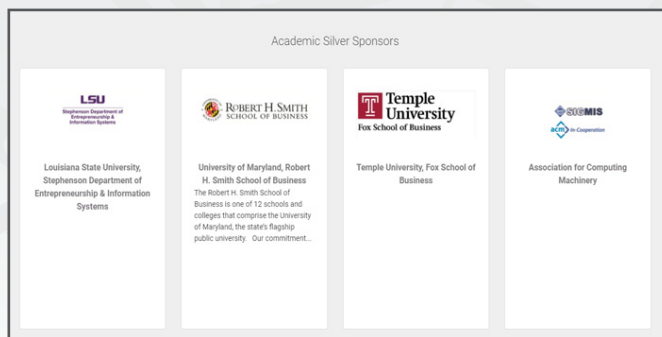 Academic Silver Sponsors
LSU
Stephenson Department of
Entrepreneurship &
Information Systems
Louisiana State University,
Stephenson Department of
Entrepreneurship & Information
Systems
ROBERT H. SMITH
SCHOOL OF BUSINESS
University of Maryland, Robert
H. Smith School of Business
The Robert H. Smith School of
Business is one of 12 schools and
colleges that comprise the University
of Maryland, the state's flagship
public university. Our commitment...
T Temple
University
Fox School of Business
Temple University, Fox School of
Business
SIGMIS
acm In-Cooperation
Association for Computing
Machinery